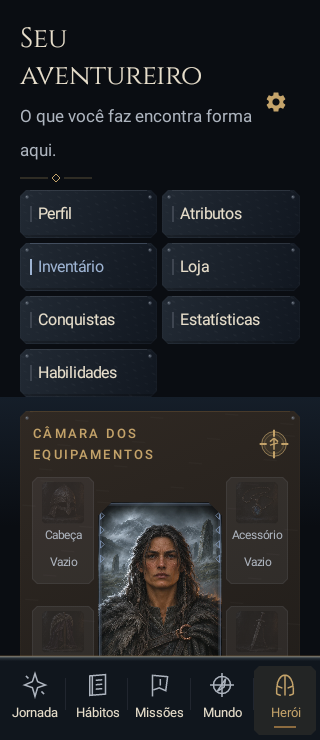 Seu
aventureiro
O que você faz encontra forma
aqui.
Perfil
Atributos
Inventário
Loja
Conquistas
Estatísticas
Habilidades
CÂMARA DOS
EQUIPAMENTOS
Cabeça
Vazio
Acessório
Vazio
Jornada
Hábitos
Missões
Mundo
Herói